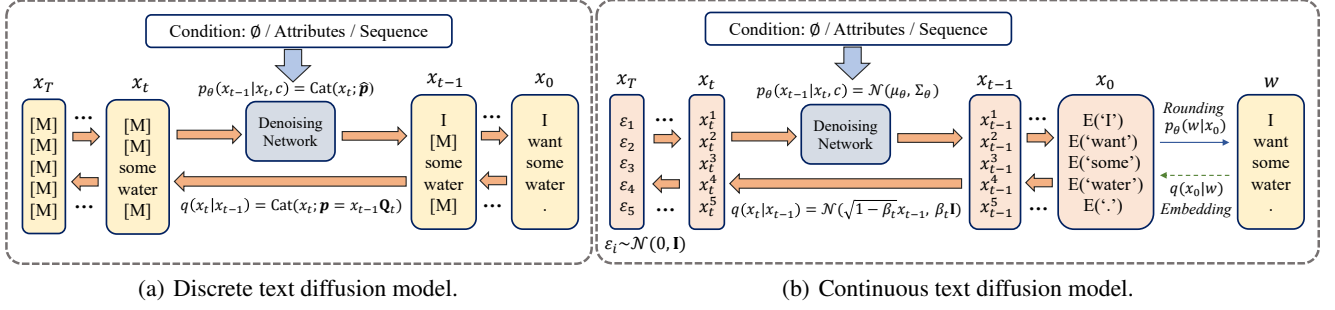 Condition: ∅ / Attributes / Sequence
x_T
x_t
x_{t-1}
x_0
p_θ(x_{t-1}|x_t, c) = Cat(x_t; p̂)
[M]
[M]
[M]
[M]
[M]
...
...
[M]
[M]
some
water
[M]
Denoising
Network
I
[M]
some
water
[M]
...
...
I
want
some
water
.
q(x_t|x_{t-1}) = Cat(x_t; p = x_{t-1}Q_t)
(a) Discrete text diffusion model.
Condition: ∅ / Attributes / Sequence
x_T
x_t
x_{t-1}
x_0
w
p_θ(x_{t-1}|x_t, c) = N(μ_θ, Σ_θ)
ε_1
ε_2
ε_3
ε_4
ε_5
...
...
x_t^1
x_t^2
x_t^3
x_t^4
x_t^5
Denoising
Network
x_{t-1}^1
x_{t-1}^2
x_{t-1}^3
x_{t-1}^4
x_{t-1}^5
...
...
E('I')
E('want')
E('some')
E('water')
E('.')
Rounding
p_θ(w|x_0)
q(x_0|w)
Embedding
I
want
some
water
.
q(x_t|x_{t-1}) = N(√(1 − β_t)x_{t-1}, β_tI)
ε_i~N(0, I)
(b) Continuous text diffusion model.